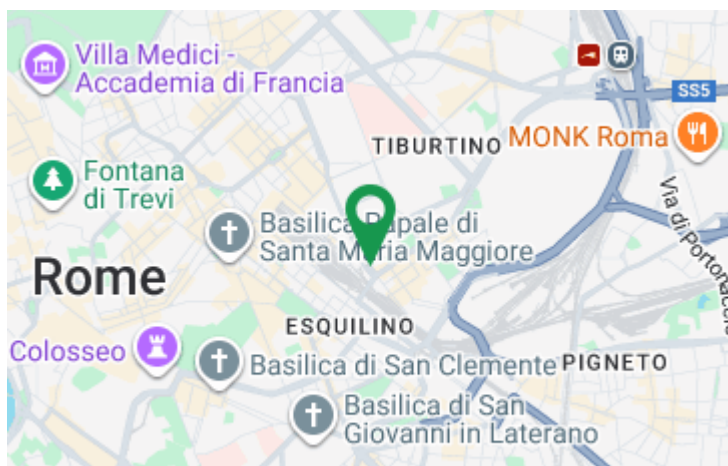 Villa Medici -
Accademia di Francia
SS5
TIBURTINO
MONK Roma
Fontana
di Trevi
Via di Portonaccio
Basilica Papale di
Santa Maria Maggiore
Rome
ESQUILINO
Colosseo
Basilica di San Clemente
PIGNETO
Basilica di San
Giovanni in Laterano